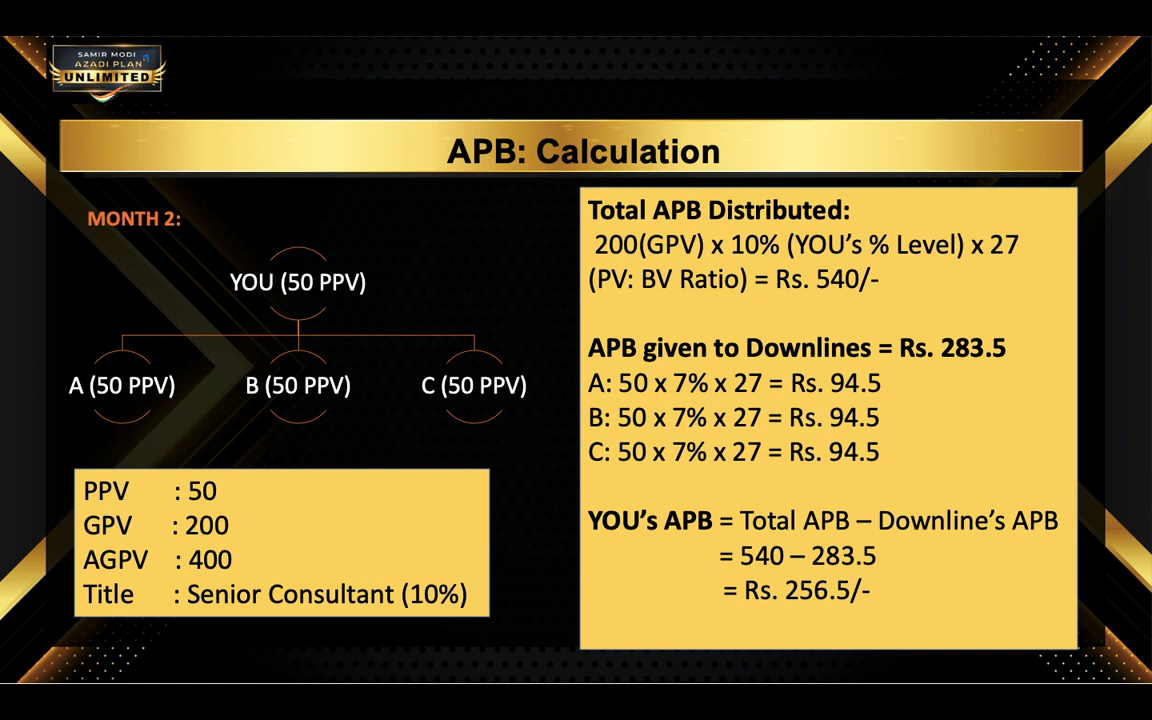 SAMIR MODI
AZADI PLAN
UNLIMITED
APB: Calculation
MONTH 2:
YOU (50 PPV)
A (50 PPV)
B (50 PPV)
C (50 PPV)
PPV : 50
GPV : 200
AGPV : 400
Title : Senior Consultant (10%)
Total APB Distributed:
200(GPV) x 10% (YOU’s % Level) x 27
(PV: BV Ratio) = Rs. 540/-
APB given to Downlines = Rs. 283.5
A: 50 x 7% x 27 = Rs. 94.5
B: 50 x 7% x 27 = Rs. 94.5
C: 50 x 7% x 27 = Rs. 94.5
YOU’s APB = Total APB – Downline’s APB
= 540 – 283.5
= Rs. 256.5/-